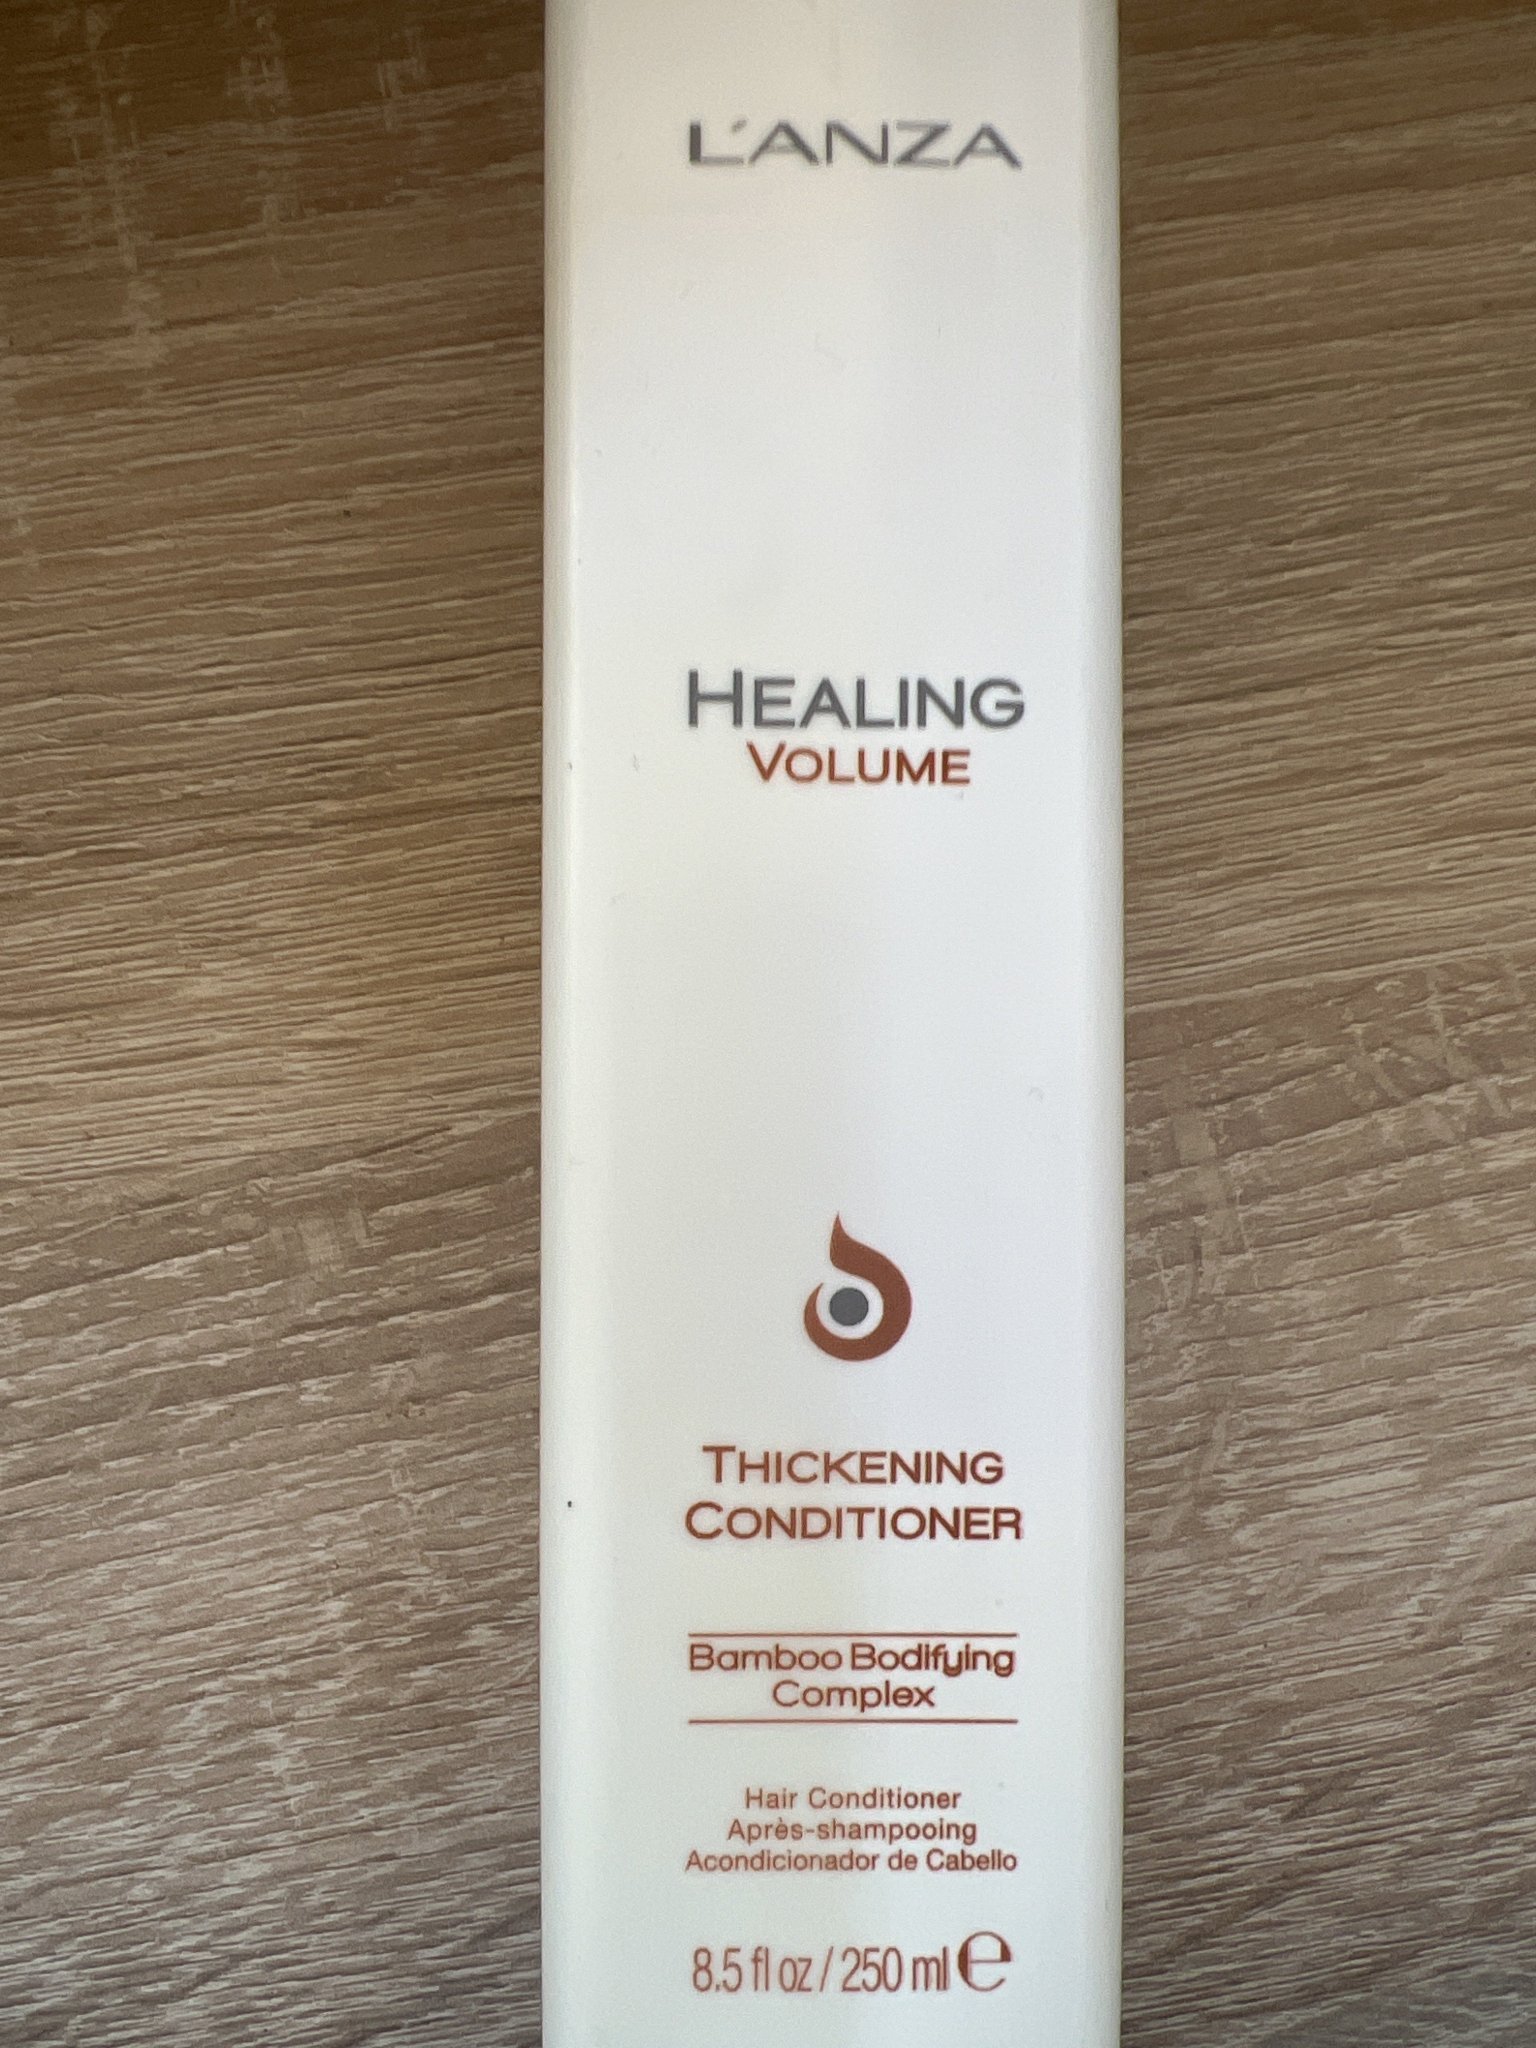 L'ANZA
HEALING
VOLUME
THICKENING
CONDITIONER
Bamboo Bodifying
Complex
Hair Conditioner
Après-shampooing
Acondicionador de Cabello
8.5 fl oz / 250 ml ℮